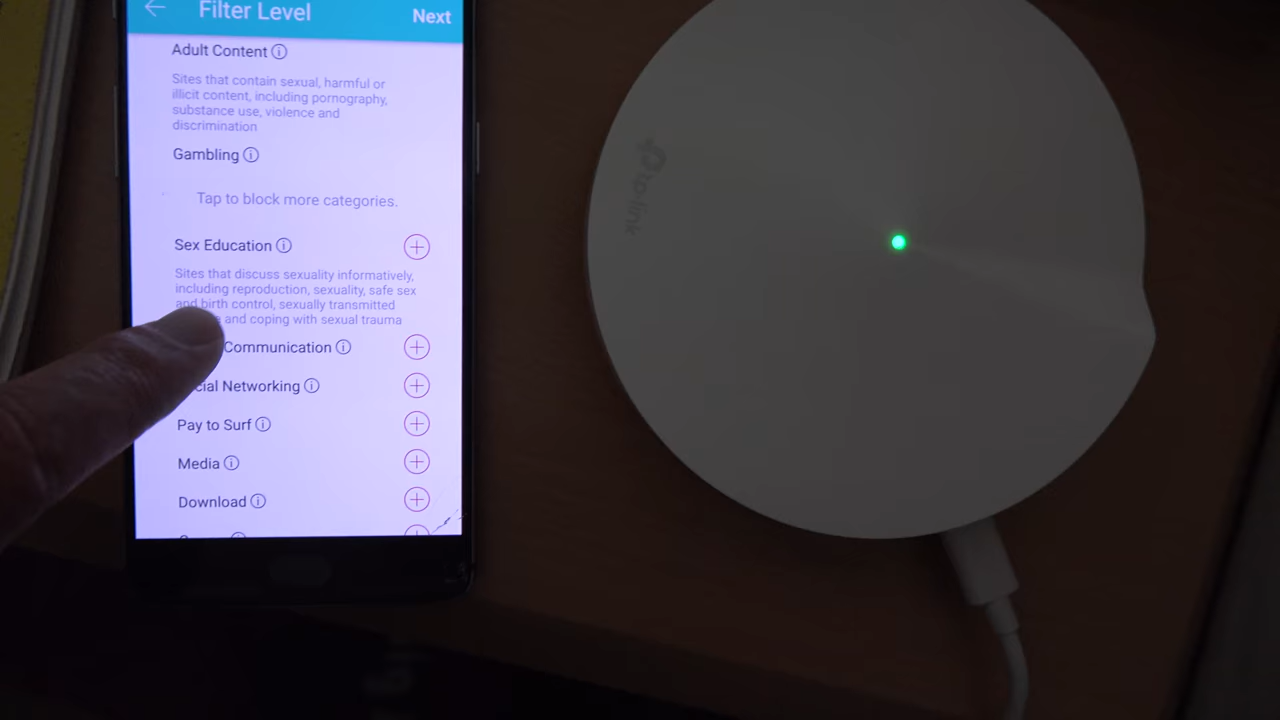 Filter Level
Next
Adult Content
Sites that contain sexual, harmful or
illicit content, including pornography,
substance use, violence and
discrimination
Gambling
Tap to block more categories.
Sex Education
Sites that discuss sexuality informatively,
including reproduction, sexuality, safe sex
and birth control, sexually transmitted
and coping with sexual trauma
Communication
Networking
Pay to Surf
Media
Download
tp-link